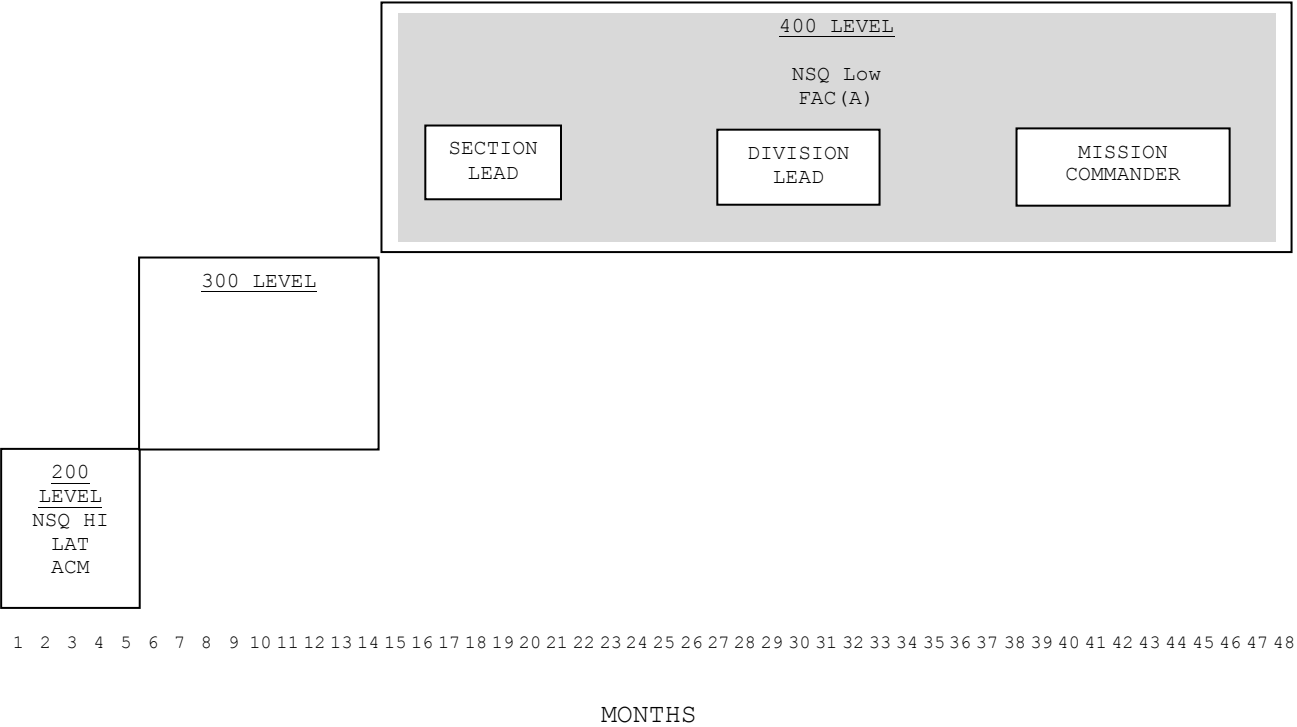 400 LEVEL
NSQ Low
FAC(A)
SECTION
LEAD
DIVISION
LEAD
MISSION
COMMANDER
300 LEVEL
200
LEVEL
NSQ HI
LAT
ACM
1 2 3 4 5 6 7 8 9 10 11 12 13 14 15 16 17 18 19 20 21 22 23 24 25 26 27 28 29 30 31 32 33 34 35 36 37 38 39 40 41 42 43 44 45 46 47 48
MONTHS